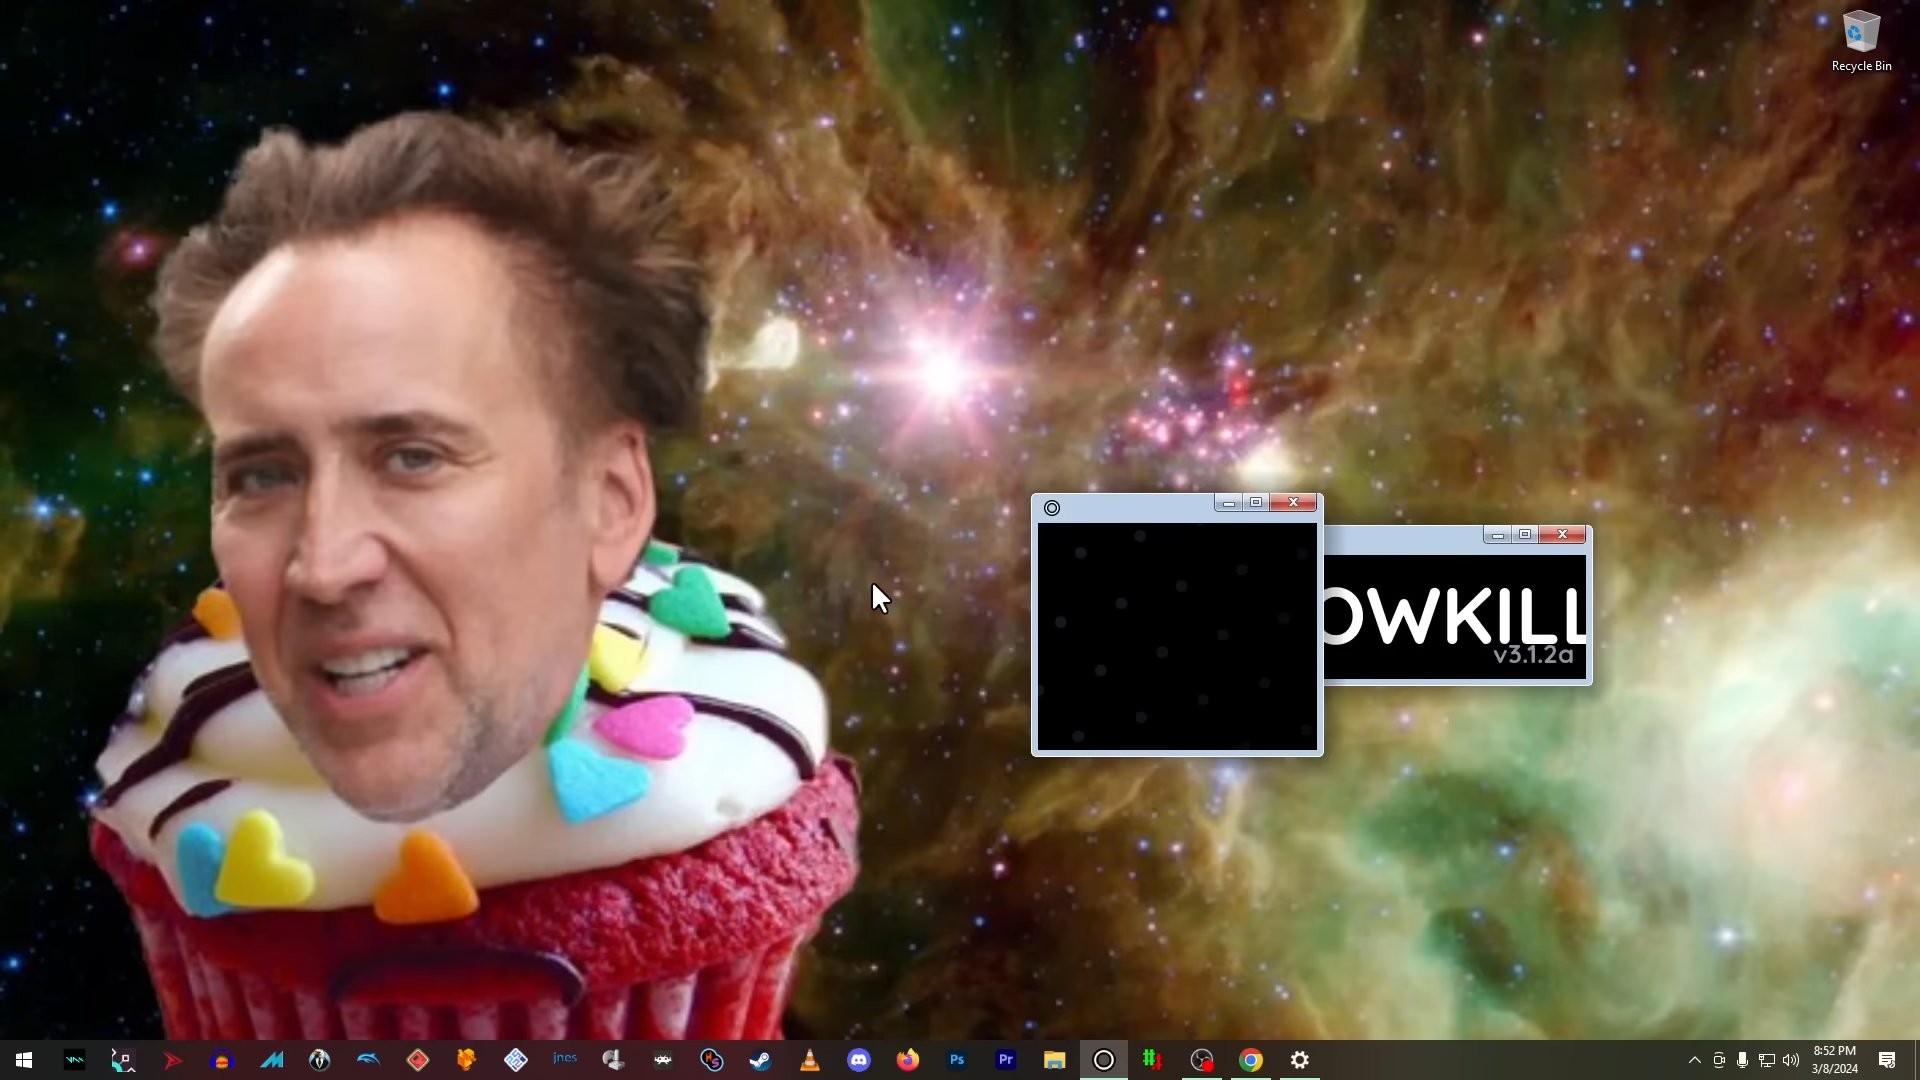 Recycle Bin
OWKILL
v3.1.2a
jnes
Ps
Pr
8:52 PM
3/8/2024